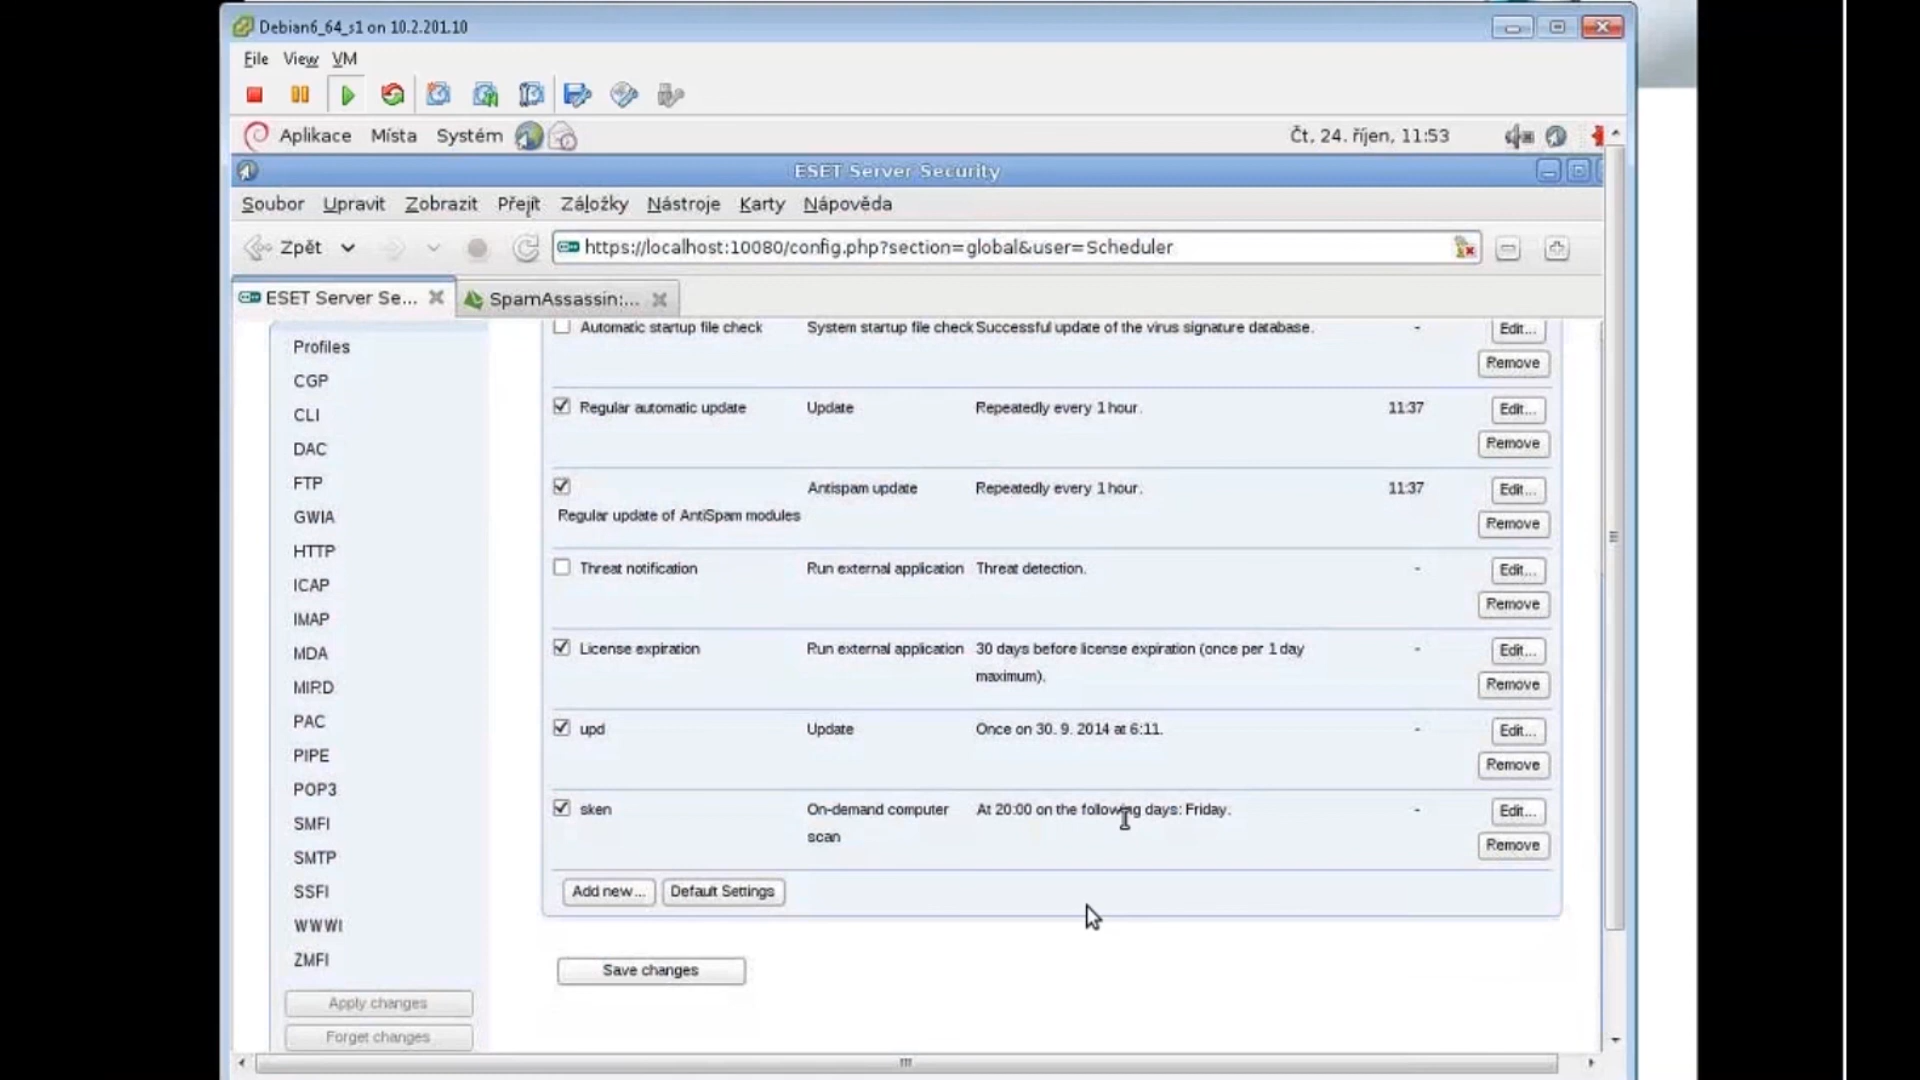 Debian6_64_s1 on 10.2.201.10
File View VM
Aplikace Místa Systém Čt, 24. říjen, 11:53
ESET Server Security
Soubor Upravit Zobrazit Přejít Záložky Nástroje Karty Nápověda
Zpět https://localhost:10080/config.php?section=global&user=Scheduler
ESET Server Se... SpamAssassin:...
Profiles
CGP
CLI
DAC
FTP
GWIA
HTTP
ICAP
IMAP
MDA
MIRD
PAC
PIPE
POP3
SMFI
SMTP
SSFI
WWWI
ZMFI
Apply changes
Forget changes
Automatic startup file check System startup file check Successful update of the virus signature database. - Edit...
Remove
Regular automatic update Update Repeatedly every 1 hour. 11:37 Edit...
Remove
Antispam update Repeatedly every 1 hour. 11:37 Edit...
Regular update of AntiSpam modules Remove
Threat notification Run external application Threat detection. - Edit...
Remove
License expiration Run external application 30 days before license expiration (once per 1 day - Edit...
maximum). Remove
upd Update Once on 30. 9. 2014 at 6:11. - Edit...
Remove
sken On-demand computer At 20:00 on the following days: Friday. - Edit...
scan Remove
Add new... Default Settings
Save changes